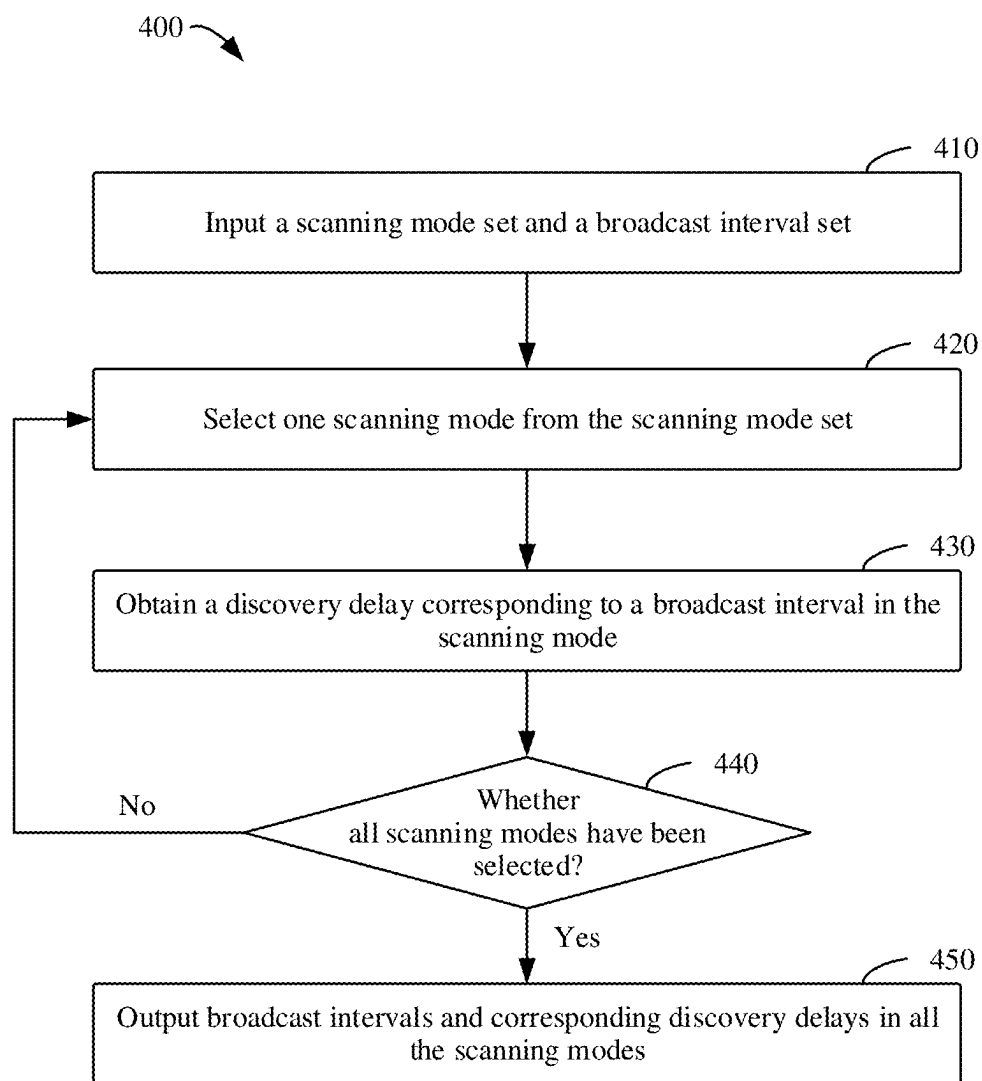 400
410
Input a scanning mode set and a broadcast interval set
420
Select one scanning mode from the scanning mode set
430
Obtain a discovery delay corresponding to a broadcast interval in the
scanning mode
440
Whether
all scanning modes have been
selected?
No
Yes
450
Output broadcast intervals and corresponding discovery delays in all
the scanning modes